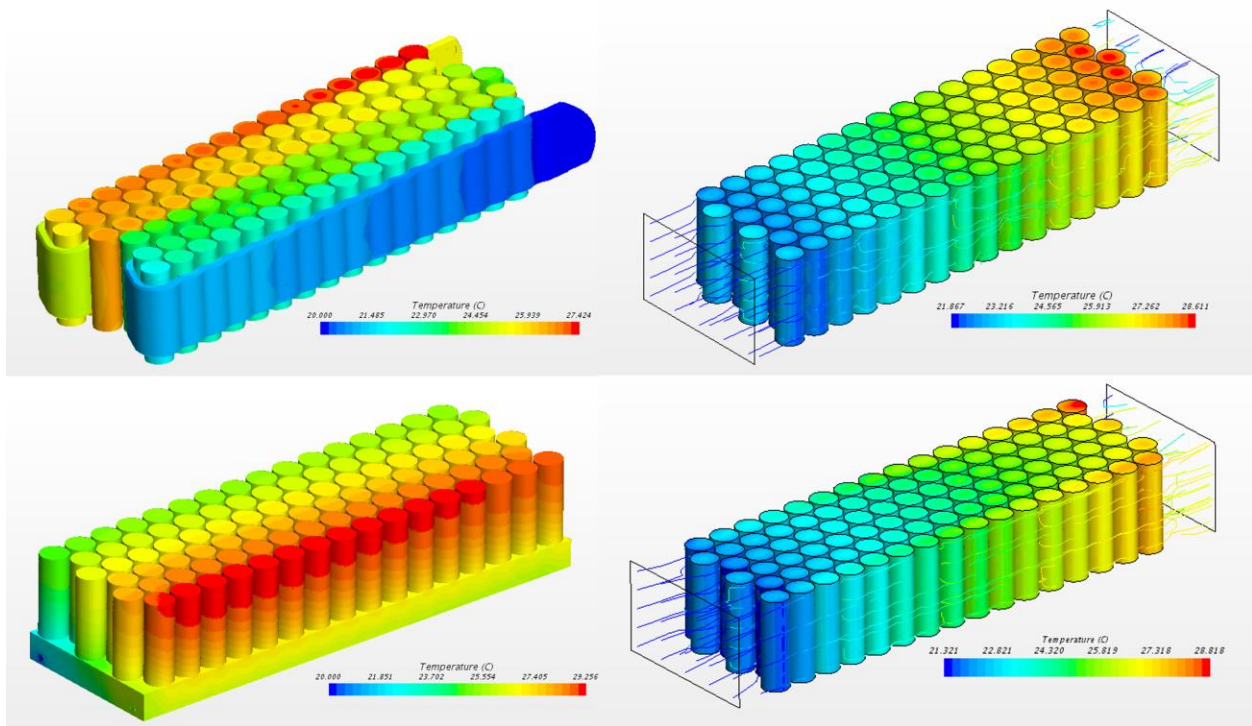 Temperature (C)
20.000 21.485 22.970 24.454 25.939 27.424
Temperature (C)
21.867 23.216 24.565 25.913 27.262 28.611
Temperature (C)
20.000 21.851 23.702 25.554 27.405 29.256
Temperature (C)
21.321 22.821 24.320 25.819 27.318 28.818